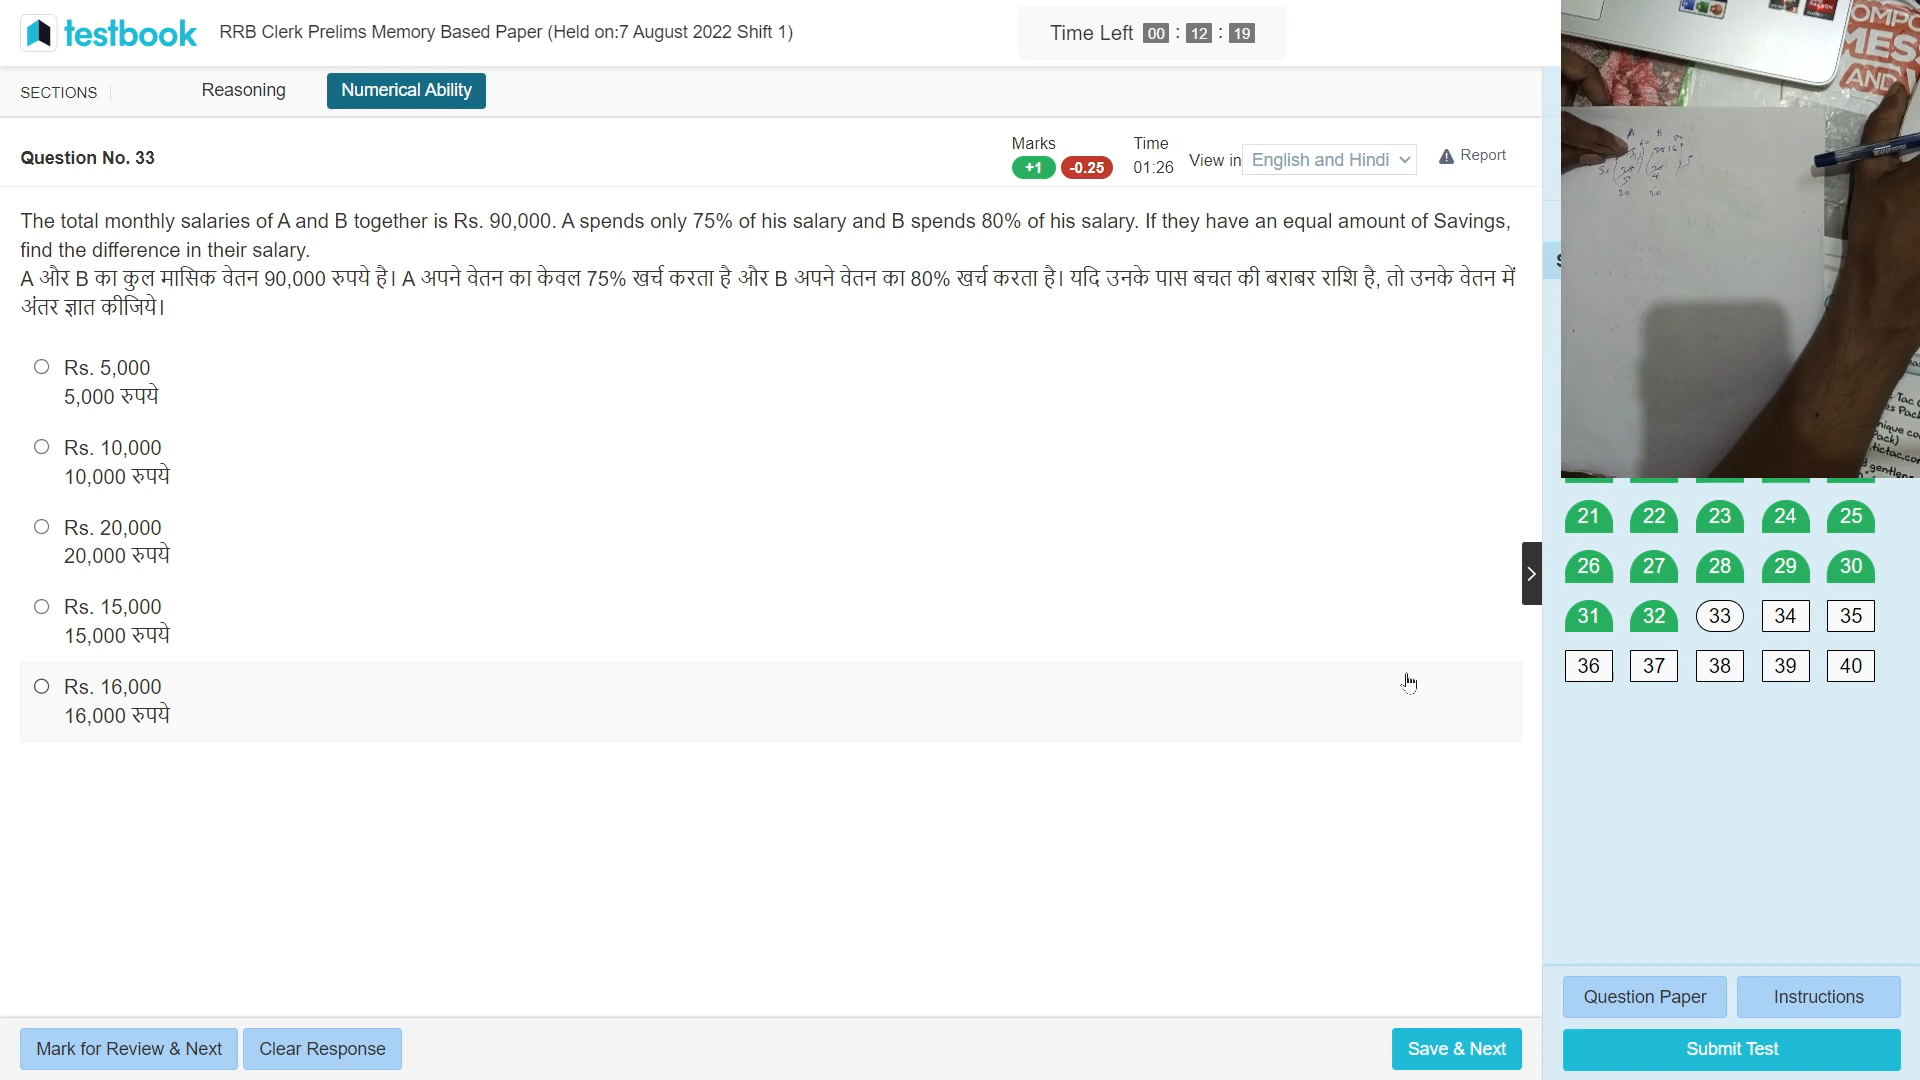 testbook RRB Clerk Prelims Memory Based Paper (Held on:7 August 2022 Shift 1) Time Left 00 : 12 : 19
SECTIONS Reasoning Numerical Ability
Question No. 33
Marks Time
+1 -0.25 01:26 View in English and Hindi Report
The total monthly salaries of A and B together is Rs. 90,000. A spends only 75% of his salary and B spends 80% of his salary. If they have an equal amount of Savings,
find the difference in their salary.
A और B का कुल मासिक वेतन 90,000 रुपये है। A अपने वेतन का केवल 75% खर्च करता है और B अपने वेतन का 80% खर्च करता है। यदि उनके पास बचत की बराबर राशि है, तो उनके वेतन में
अंतर ज्ञात कीजिये।
Rs. 5,000
5,000 रुपये
Rs. 10,000
10,000 रुपये
Rs. 20,000
20,000 रुपये
Rs. 15,000
15,000 रुपये
Rs. 16,000
16,000 रुपये
AND
A B
20 20
21 22 23 24 25
26 27 28 29 30
31 32 33 34 35
36 37 38 39 40
Question Paper Instructions
Mark for Review & Next Clear Response Save & Next Submit Test